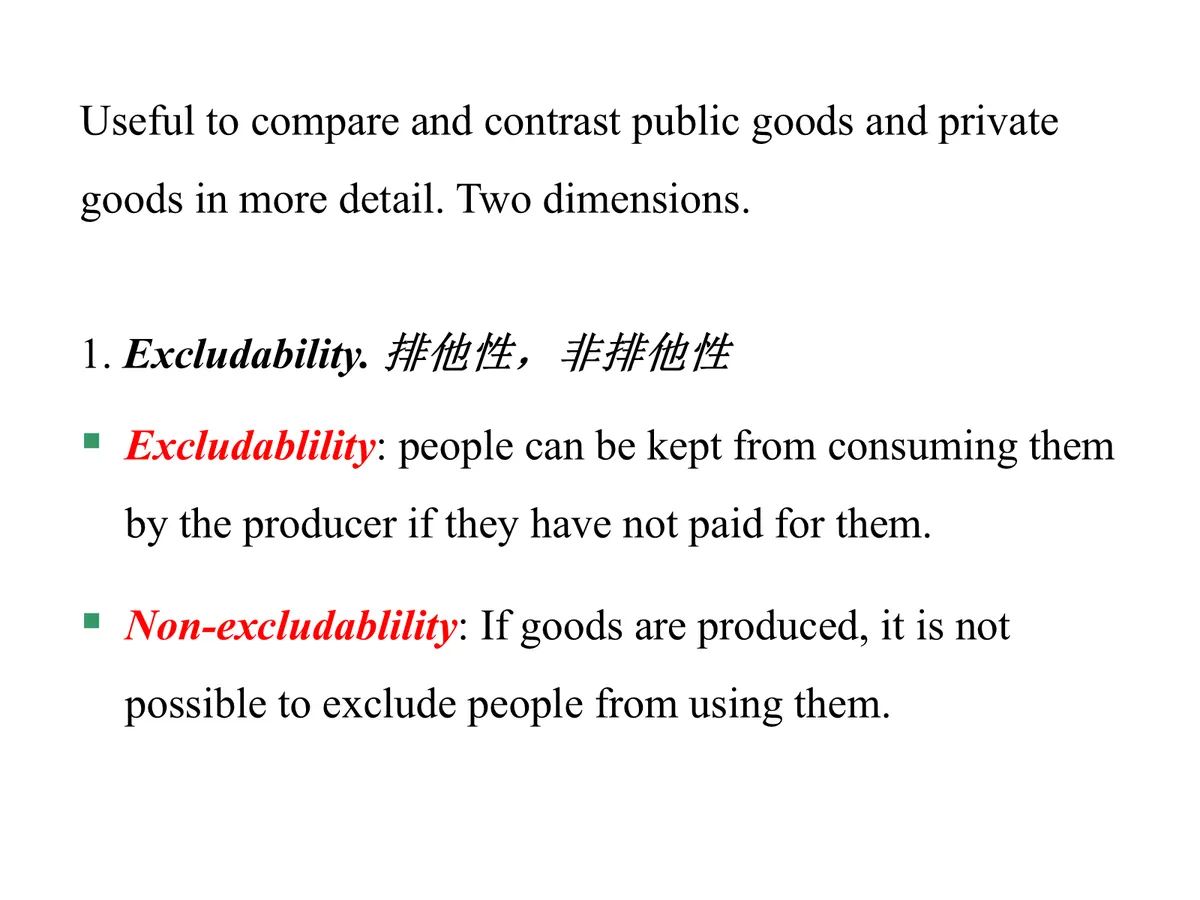 Useful to compare and contrast public goods and private
goods in more detail. Two dimensions.
1. Excludability. 排他性，非排他性
▪ Excludablility: people can be kept from consuming them
by the producer if they have not paid for them.
▪ Non-excludablility: If goods are produced, it is not
possible to exclude people from using them.